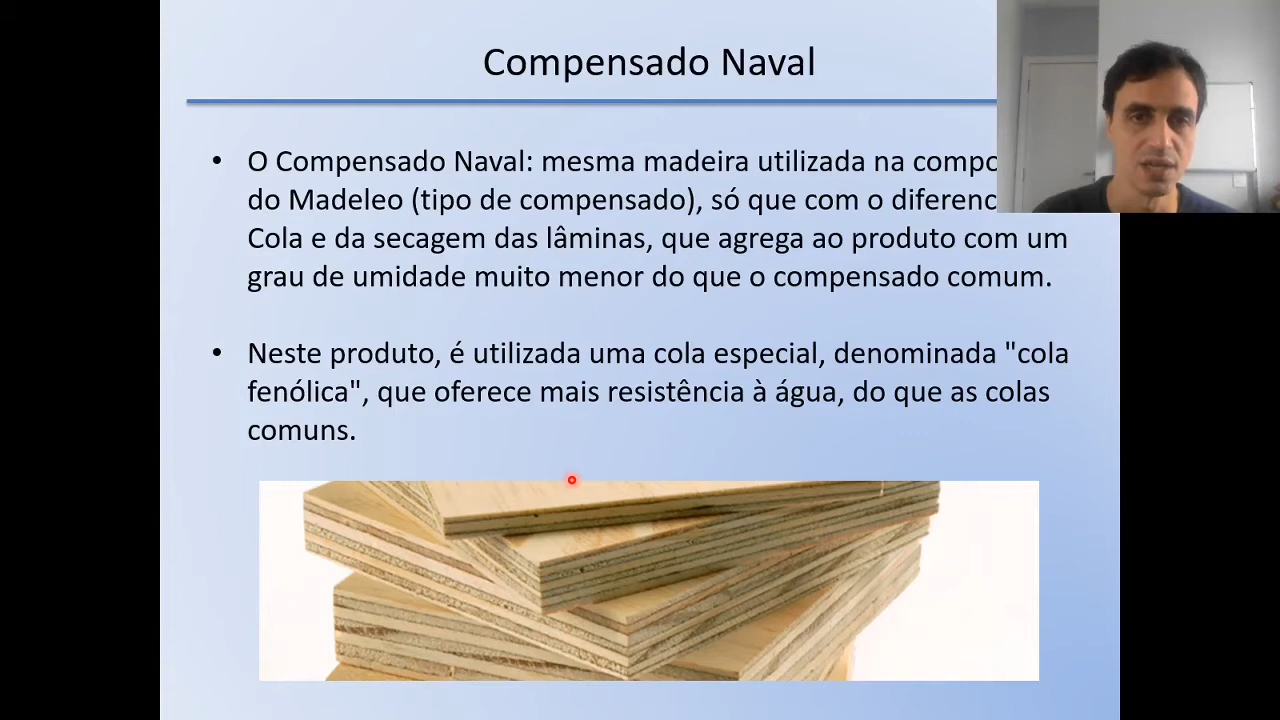 Compensado Naval
• O Compensado Naval: mesma madeira utilizada na
do Madeleo (tipo de compensado), só que com o
Cola e da secagem das lâminas, que agrega ao produto com um
grau de umidade muito menor do que o compensado comum.
• Neste produto, é utilizada uma cola especial, denominada "cola
fenólica", que oferece mais resistência à água, do que as colas
comuns.